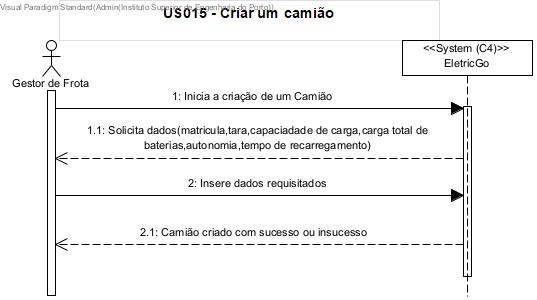 Visual Paradigm Standard(Admin(Instituto Superior de Engenharia do Porto))
US015 - Criar um camião
<<System (C4)>>
EletricGo
Gestor de Frota
1: Inicia a criação de um Camião
1.1: Solicita dados(matricula,tara,capaciadade de carga,carga total de
baterias,autonomia,tempo de recarregamento)
2: Insere dados requisitados
2.1: Camião criado com sucesso ou insucesso